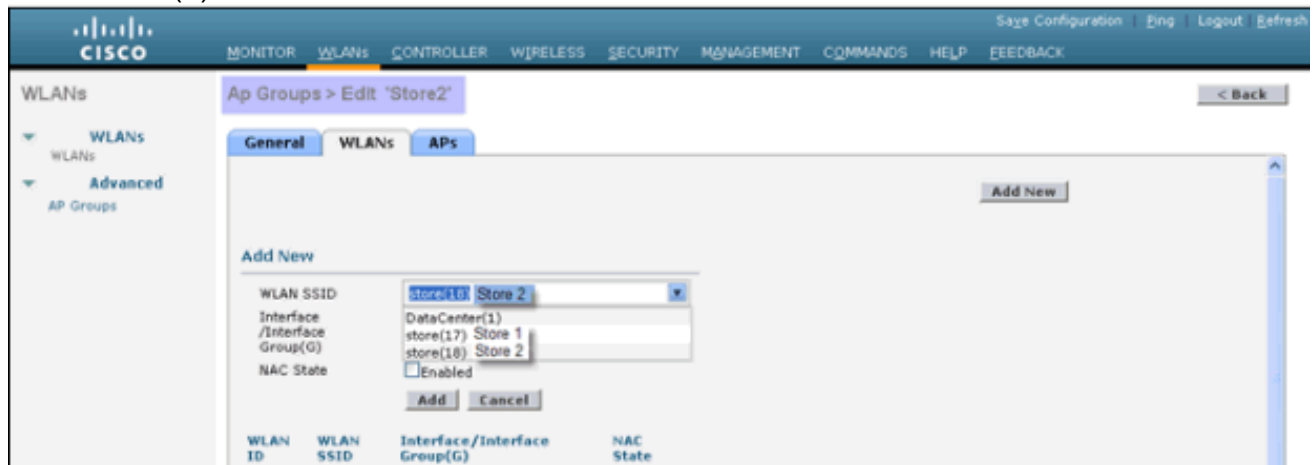 Save Configuration | Ping | Logout | Refresh
CISCO
MONITOR WLANs CONTROLLER WIRELESS SECURITY MANAGEMENT COMMANDS HELP FEEDBACK
WLANs
Ap Groups > Edit 'Store2'
< Back
WLANs
WLANs
Advanced
AP Groups
General WLANs APs
Add New
Add New
WLAN SSID store(18) Store 2
Interface /Interface Group(G)
DataCenter(1)
store(17) Store 1
store(18) Store 2
NAC State Enabled
Add Cancel
WLAN ID WLAN SSID Interface/Interface Group(G) NAC State